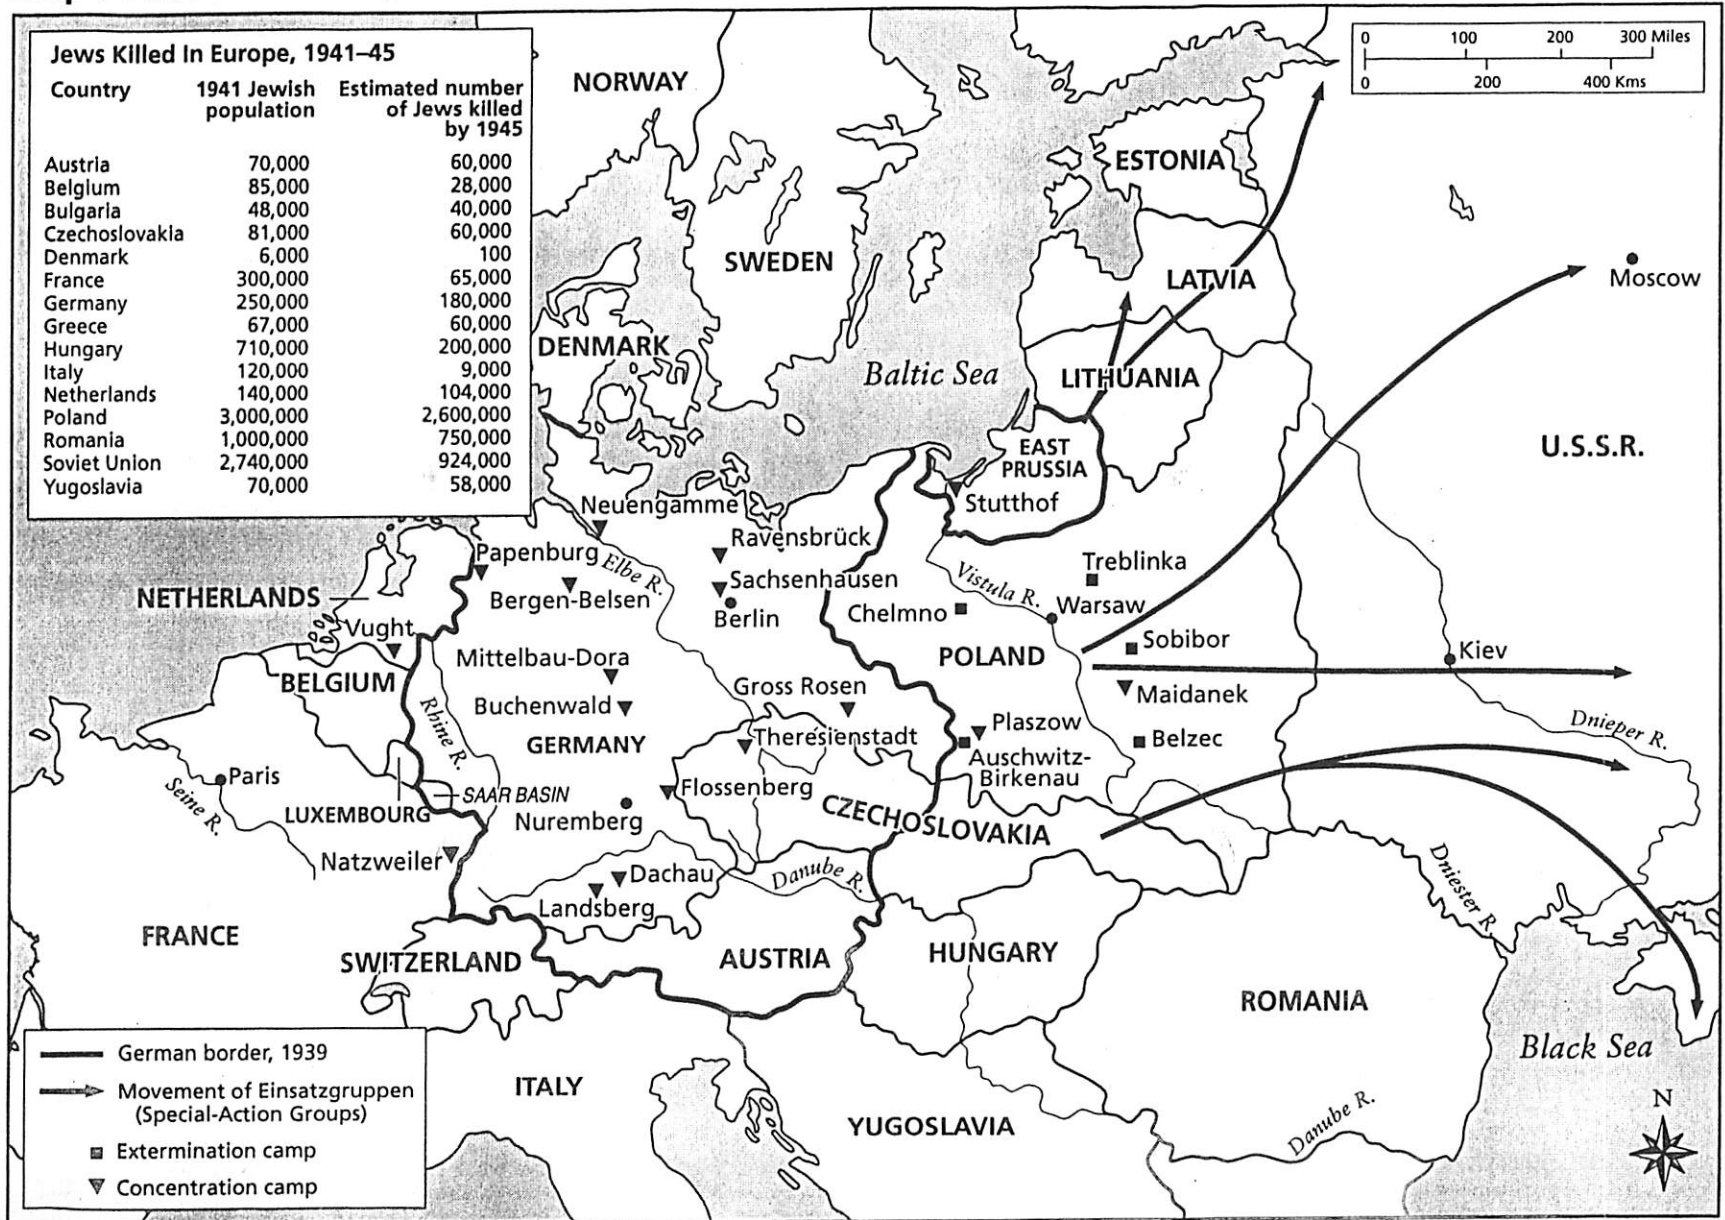 Jews Killed In Europe, 1941–45
Country 1941 Jewish population Estimated number of Jews killed by 1945
Austria 70,000 60,000
Belgium 85,000 28,000
Bulgaria 48,000 40,000
Czechoslovakia 81,000 60,000
Denmark 6,000 100
France 300,000 65,000
Germany 250,000 180,000
Greece 67,000 60,000
Hungary 710,000 200,000
Italy 120,000 9,000
Netherlands 140,000 104,000
Poland 3,000,000 2,600,000
Romania 1,000,000 750,000
Soviet Union 2,740,000 924,000
Yugoslavia 70,000 58,000
0 100 200 300 Miles
0 200 400 Kms
NORWAY
ESTONIA
SWEDEN
LATVIA
Moscow
DENMARK
Baltic Sea
LITHUANIA
EAST
PRUSSIA
U.S.S.R.
Stutthof
Neuengamme
Ravensbrück
Papenburg
Elbe R.
Treblinka
Sachsenhausen
Vistula R.
NETHERLANDS
Bergen-Belsen
Berlin
Chelmno
Warsaw
Vught
Sobibor
Kiev
Mittelbau-Dora
POLAND
BELGIUM
Gross Rosen
Maidanek
Rhine R.
Buchenwald
Plaszow
Dnieper R.
GERMANY
Theresienstadt
Belzec
Auschwitz-
Birkenau
Paris
Seine R.
SAAR BASIN
Flossenberg
LUXEMBOURG
Nuremberg
CZECHOSLOVAKIA
Natzweiler
Dachau
Danube R.
Dniester R.
Landsberg
FRANCE
SWITZERLAND
AUSTRIA
HUNGARY
ROMANIA
Black Sea
ITALY
YUGOSLAVIA
Danube R.
N
German border, 1939
Movement of Einsatzgruppen
(Special-Action Groups)
Extermination camp
Concentration camp